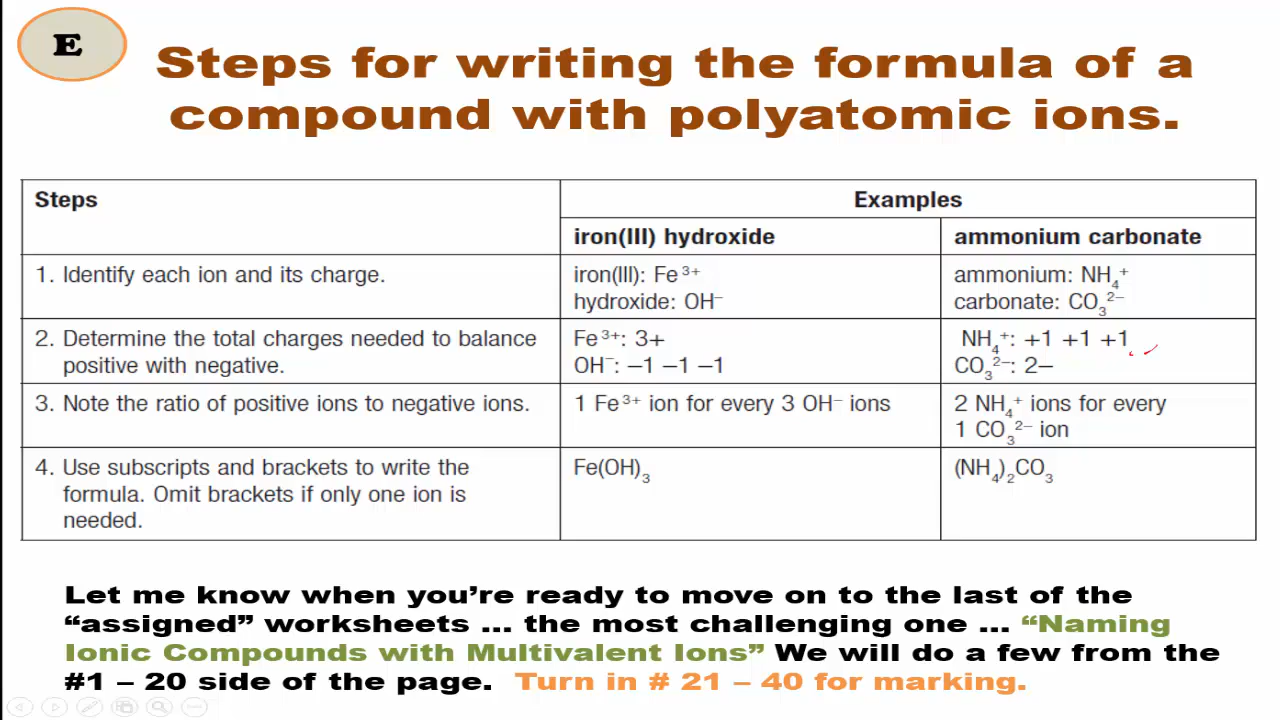 E
Steps for writing the formula of a
compound with polyatomic ions.
Steps
Examples
iron(III) hydroxide
ammonium carbonate
1. Identify each ion and its charge.
iron(III): Fe³⁺
hydroxide: OH⁻
ammonium: NH₄⁺
carbonate: CO₃²⁻
2. Determine the total charges needed to balance
positive with negative.
Fe³⁺: 3+
OH⁻: −1 −1 −1
NH₄⁺: +1 +1 +1
CO₃²⁻: 2−
3. Note the ratio of positive ions to negative ions.
1 Fe³⁺ ion for every 3 OH⁻ ions
2 NH₄⁺ ions for every
1 CO₃²⁻ ion
4. Use subscripts and brackets to write the
formula. Omit brackets if only one ion is
needed.
Fe(OH)₃
(NH₄)₂CO₃
Let me know when you’re ready to move on to the last of the
“assigned” worksheets ... the most challenging one ... “Naming
Ionic Compounds with Multivalent Ions” We will do a few from the
#1 – 20 side of the page. Turn in # 21 – 40 for marking.